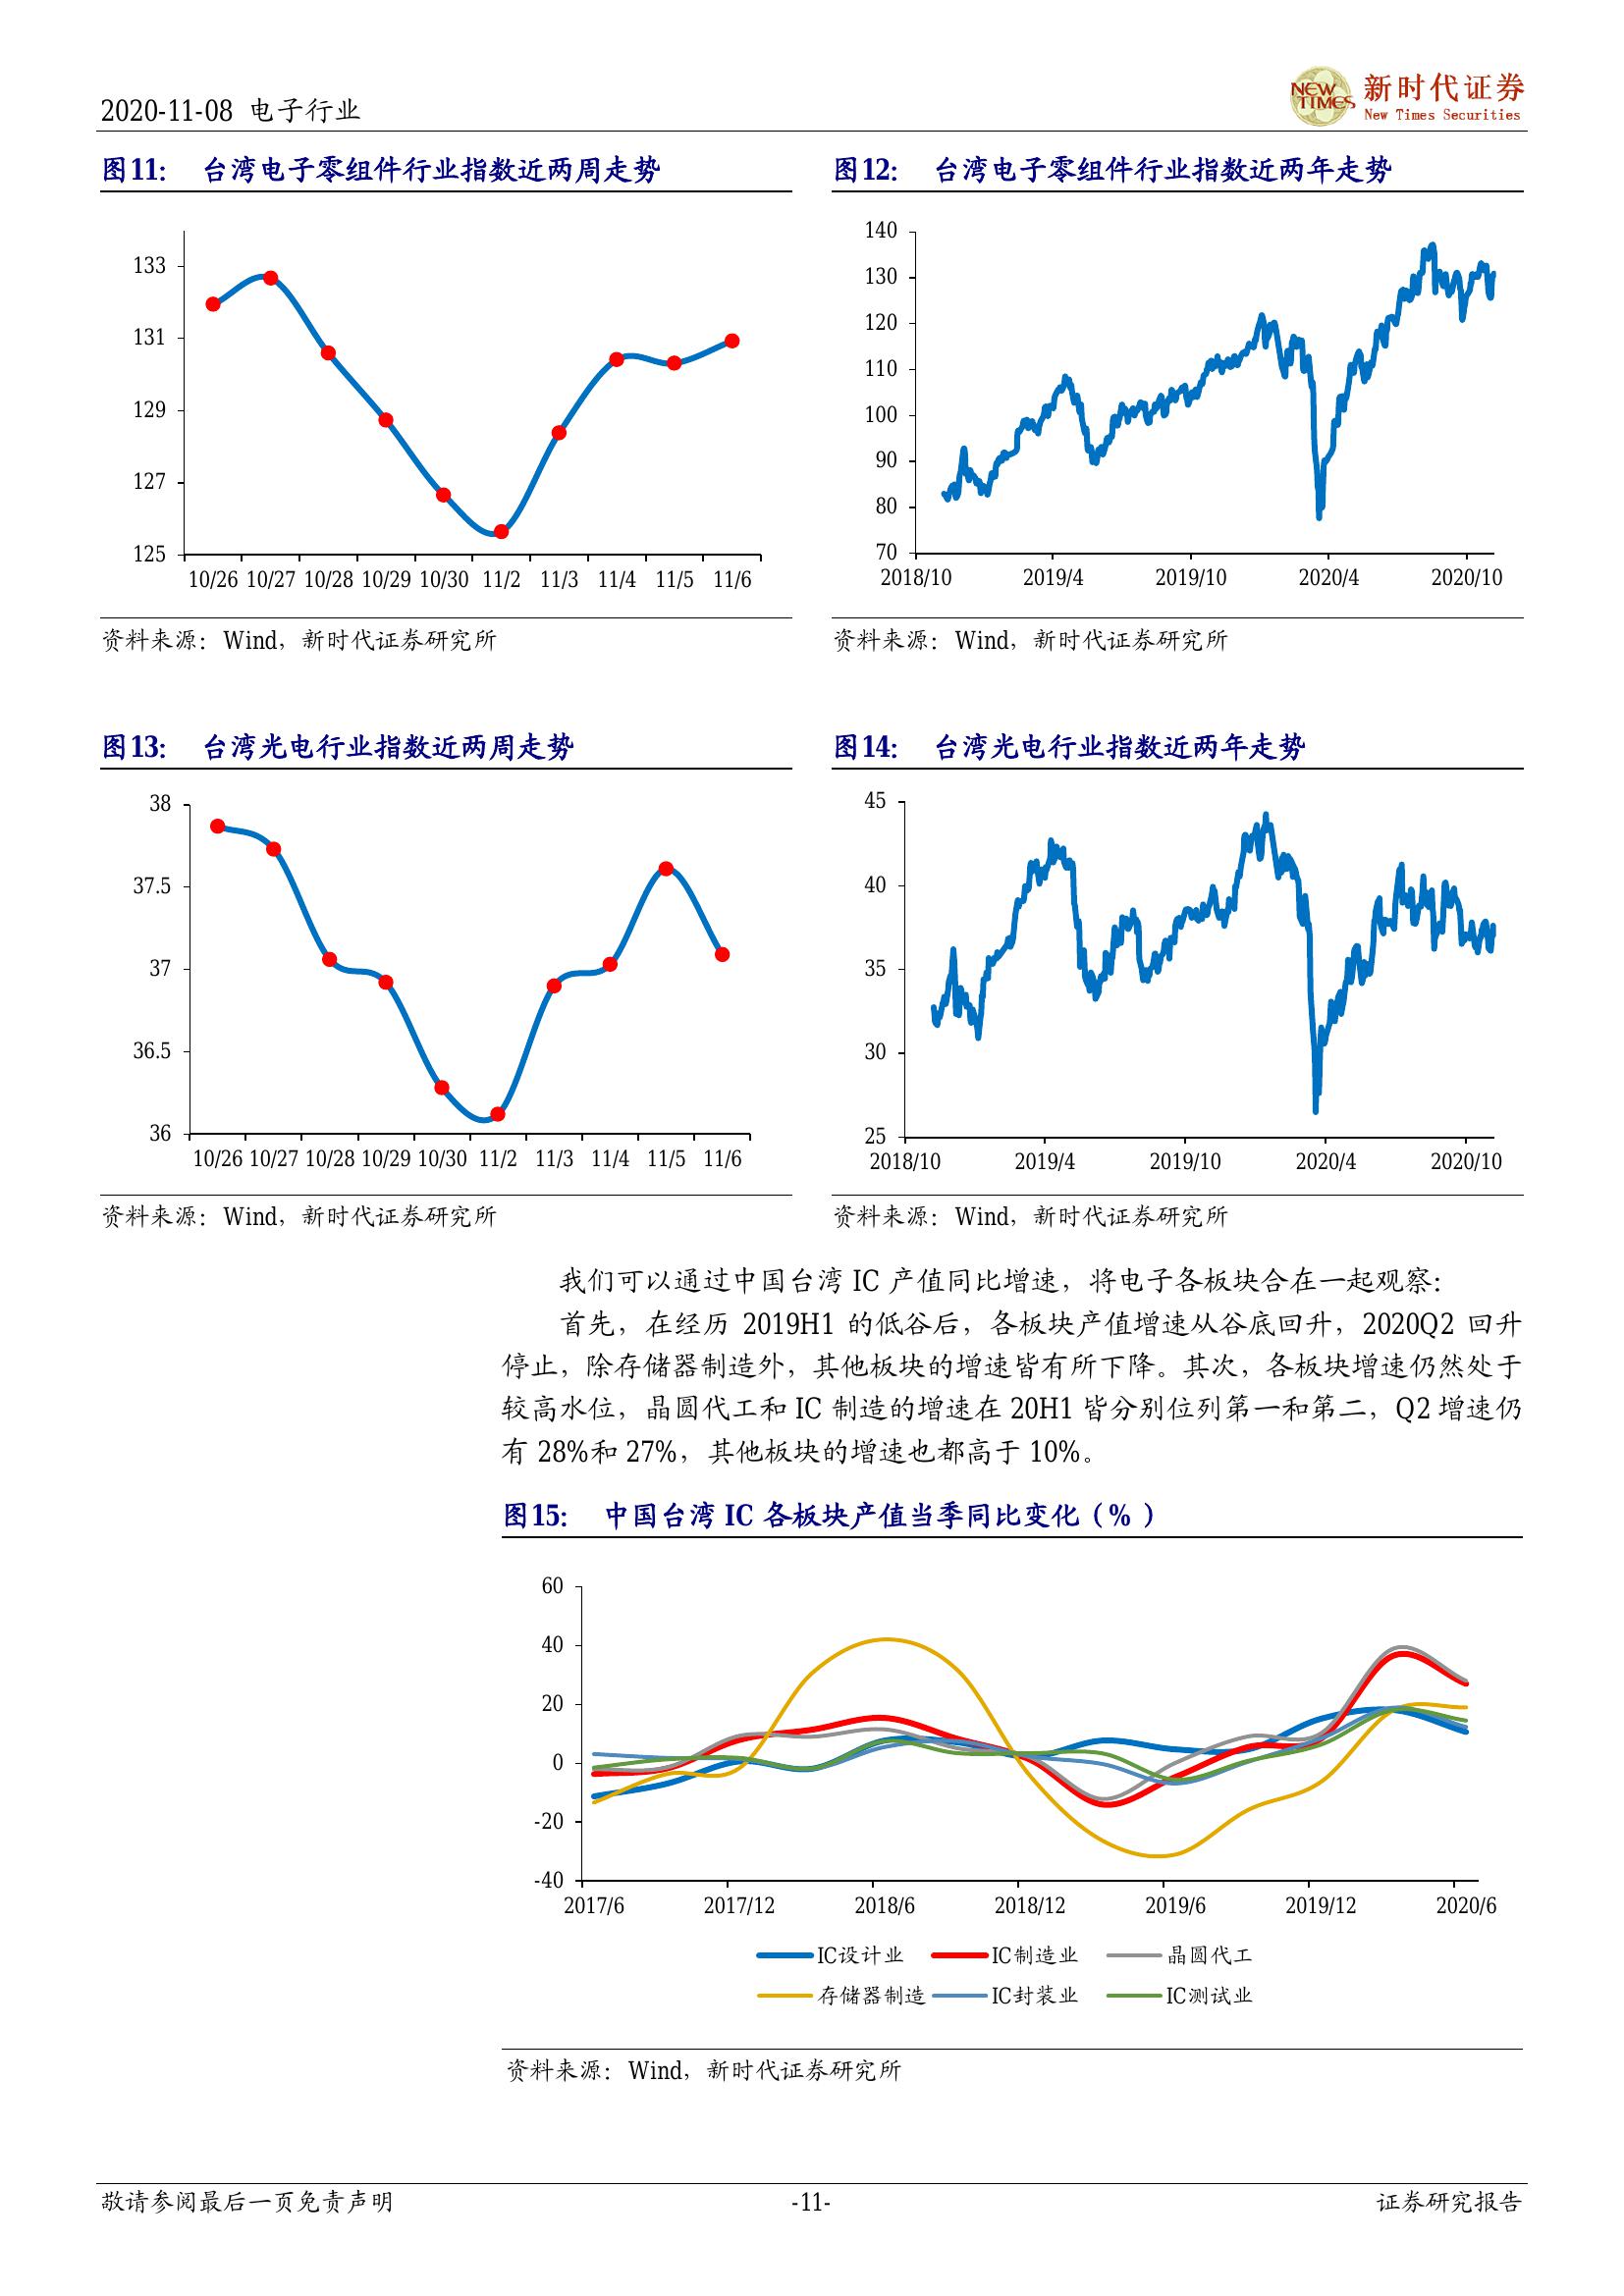 2020-11-08 电子行业
NEW TIMES
新时代证券
New Times Securities
图11: 台湾电子零组件行业指数近两周走势
133
131
129
127
125
10/26 10/27 10/28 10/29 10/30 11/2 11/3 11/4 11/5 11/6
资料来源：Wind，新时代证券研究所
图12: 台湾电子零组件行业指数近两年走势
140
130
120
110
100
90
80
70
2018/10 2019/4 2019/10 2020/4 2020/10
资料来源：Wind，新时代证券研究所
图13: 台湾光电行业指数近两周走势
38
37.5
37
36.5
36
10/26 10/27 10/28 10/29 10/30 11/2 11/3 11/4 11/5 11/6
资料来源：Wind，新时代证券研究所
图14: 台湾光电行业指数近两年走势
45
40
35
30
25
2018/10 2019/4 2019/10 2020/4 2020/10
资料来源：Wind，新时代证券研究所
我们可以通过中国台湾 IC 产值同比增速，将电子各板块合在一起观察：
首先，在经历 2019H1 的低谷后，各板块产值增速从谷底回升，2020Q2 回升
停止，除存储器制造外，其他板块的增速皆有所下降。其次，各板块增速仍然处于
较高水位，晶圆代工和 IC 制造的增速在 20H1 皆分别位列第一和第二，Q2 增速仍
有 28%和 27%，其他板块的增速也都高于 10%。
图15: 中国台湾 IC 各板块产值当季同比变化（%）
60
40
20
0
-20
-40
2017/6 2017/12 2018/6 2018/12 2019/6 2019/12 2020/6
IC设计业 IC制造业 晶圆代工
存储器制造 IC封装业 IC测试业
资料来源：Wind，新时代证券研究所
敬请参阅最后一页免责声明 -11- 证券研究报告